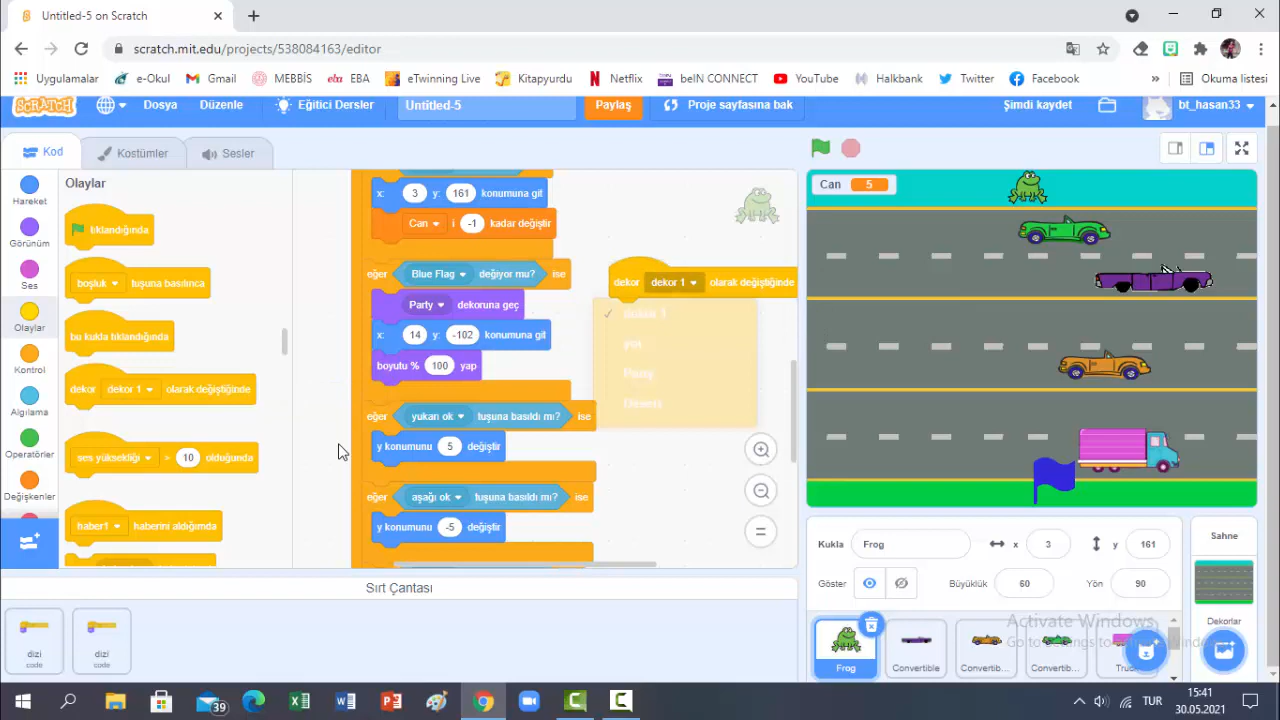 Untitled-5 on Scratch
scratch.mit.edu/projects/538084163/editor
Uygulamalar e-Okul Gmail MEBBİS eba EBA eTwinning Live Kitapyurdu Netflix beIN CONNECT YouTube Halkbank Twitter Facebook » Okuma listesi
SCRATCH Dosya Düzenle Eğitici Dersler Untitled-5 Paylaş Proje sayfasına bak Şimdi kaydet bt_hasan33
Kod Kostümler Sesler
Hareket
Görünüm
Ses
Olaylar
Kontrol
Algılama
Operatörler
Değişkenler
Olaylar
tıklandığında
boşluk tuşuna basılınca
bu kukla tıklandığında
dekor dekor 1 olarak değiştiğinde
ses yüksekliği > 10 olduğunda
haber1 haberini aldığımda
x: 3 y: 161 konumuna git
Can i -1 kadar değiştir
eğer Blue Flag değiyor mu? ise
Party dekoruna geç
x: 14 y: -102 konumuna git
boyutu % 100 yap
eğer yukarı ok tuşuna basıldı mı? ise
y konumunu 5 değiştir
eğer aşağı ok tuşuna basıldı mı? ise
y konumunu -5 değiştir
dekor dekor 1 olarak değiştiğinde
✓ dekor 1
Party
Can 5
Kukla Frog x 3 y 161
Göster Büyüklük 60 Yön 90
Frog
Convertible
Convertib...
Convertib...
Sahne
Dekorlar
Activate Windows
Sırt Çantası
dizi
code
dizi
code
39
TUR
15:41
30.05.2021